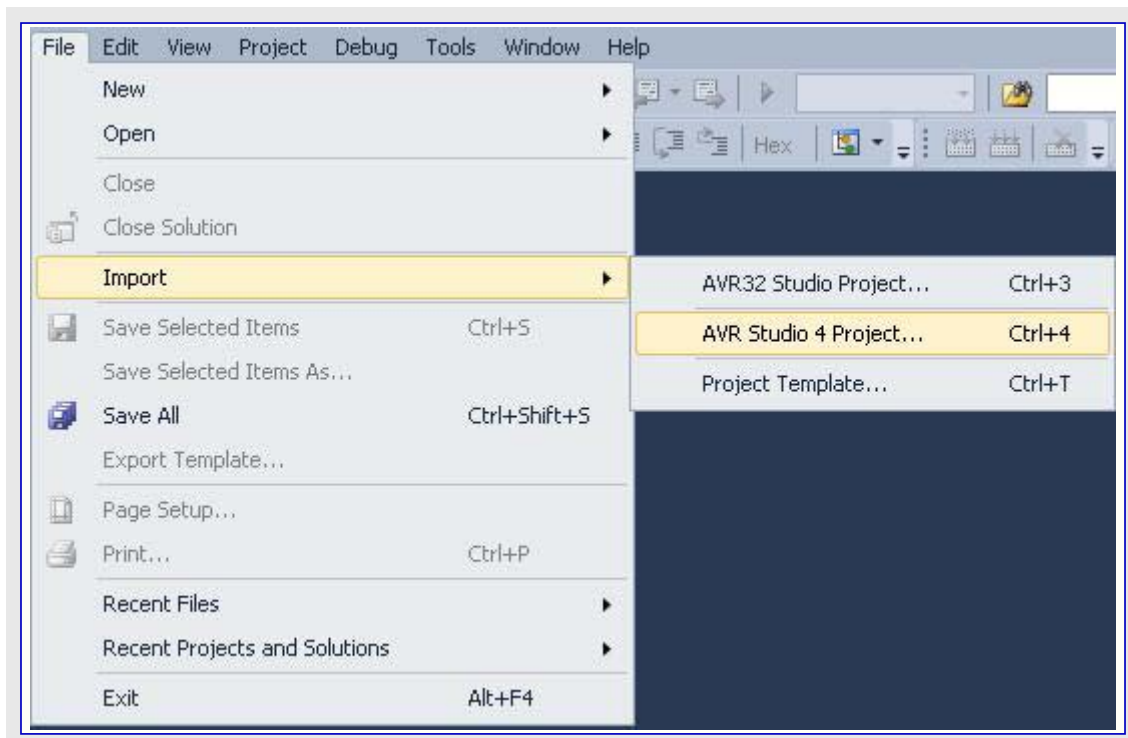 File Edit View Project Debug Tools Window Help
New
Open
Hex
Close
Close Solution
Import
AVR32 Studio Project... Ctrl+3
Save Selected Items Ctrl+S
AVR Studio 4 Project... Ctrl+4
Save Selected Items As...
Project Template... Ctrl+T
Save All Ctrl+Shift+S
Export Template...
Page Setup...
Print... Ctrl+P
Recent Files
Recent Projects and Solutions
Exit Alt+F4